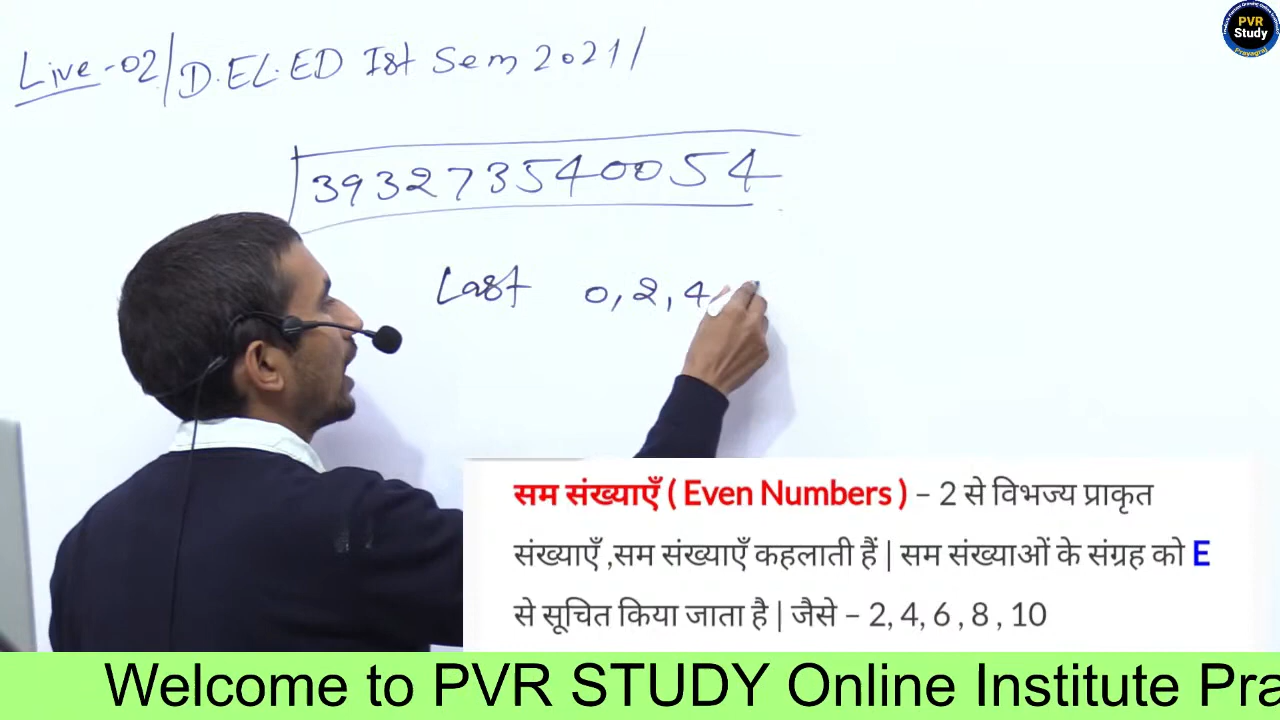 Live-02/D.EL.ED Ist Sem 2021/
PVR
Study
Prayagraj
393273540054
Last 0, 2, 4
सम संख्याएँ ( Even Numbers ) – 2 से विभज्य प्राकृत
संख्याएँ ,सम संख्याएँ कहलाती हैं | सम संख्याओं के संग्रह को E
से सूचित किया जाता है | जैसे – 2, 4, 6 , 8 , 10
Welcome to PVR STUDY Online Institute Pra